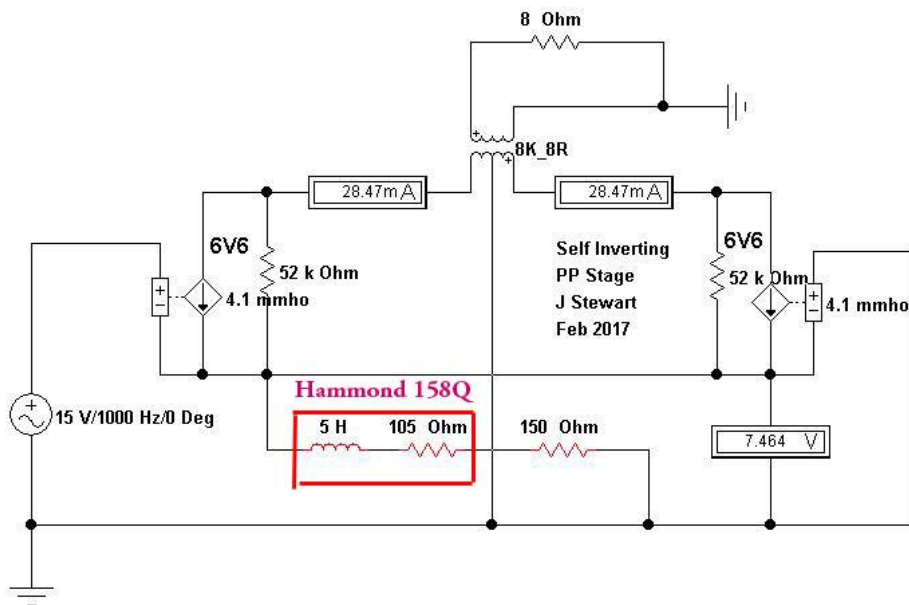 8 Ohm
8K_8R
28.47m A
28.47m A
6V6
52 k Ohm
4.1 mmho
Self Inverting
PP Stage
J Stewart
Feb 2017
6V6
52 k Ohm
4.1 mmho
Hammond 158Q
15 V/1000 Hz/0 Deg
5 H
105 Ohm
150 Ohm
7.464 V